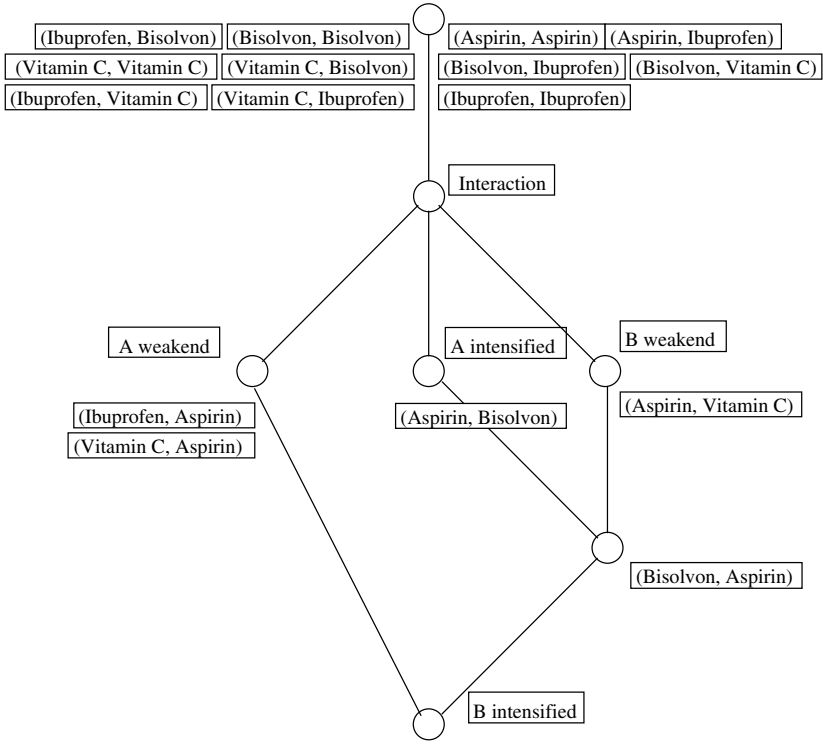 (Ibuprofen, Bisolvon) (Bisolvon, Bisolvon) (Aspirin, Aspirin) (Aspirin, Ibuprofen)
(Vitamin C, Vitamin C) (Vitamin C, Bisolvon) (Bisolvon, Ibuprofen) (Bisolvon, Vitamin C)
(Ibuprofen, Vitamin C) (Vitamin C, Ibuprofen) (Ibuprofen, Ibuprofen)
Interaction
A weakend
A intensified
B weakend
(Ibuprofen, Aspirin)
(Vitamin C, Aspirin)
(Aspirin, Bisolvon)
(Aspirin, Vitamin C)
(Bisolvon, Aspirin)
B intensified